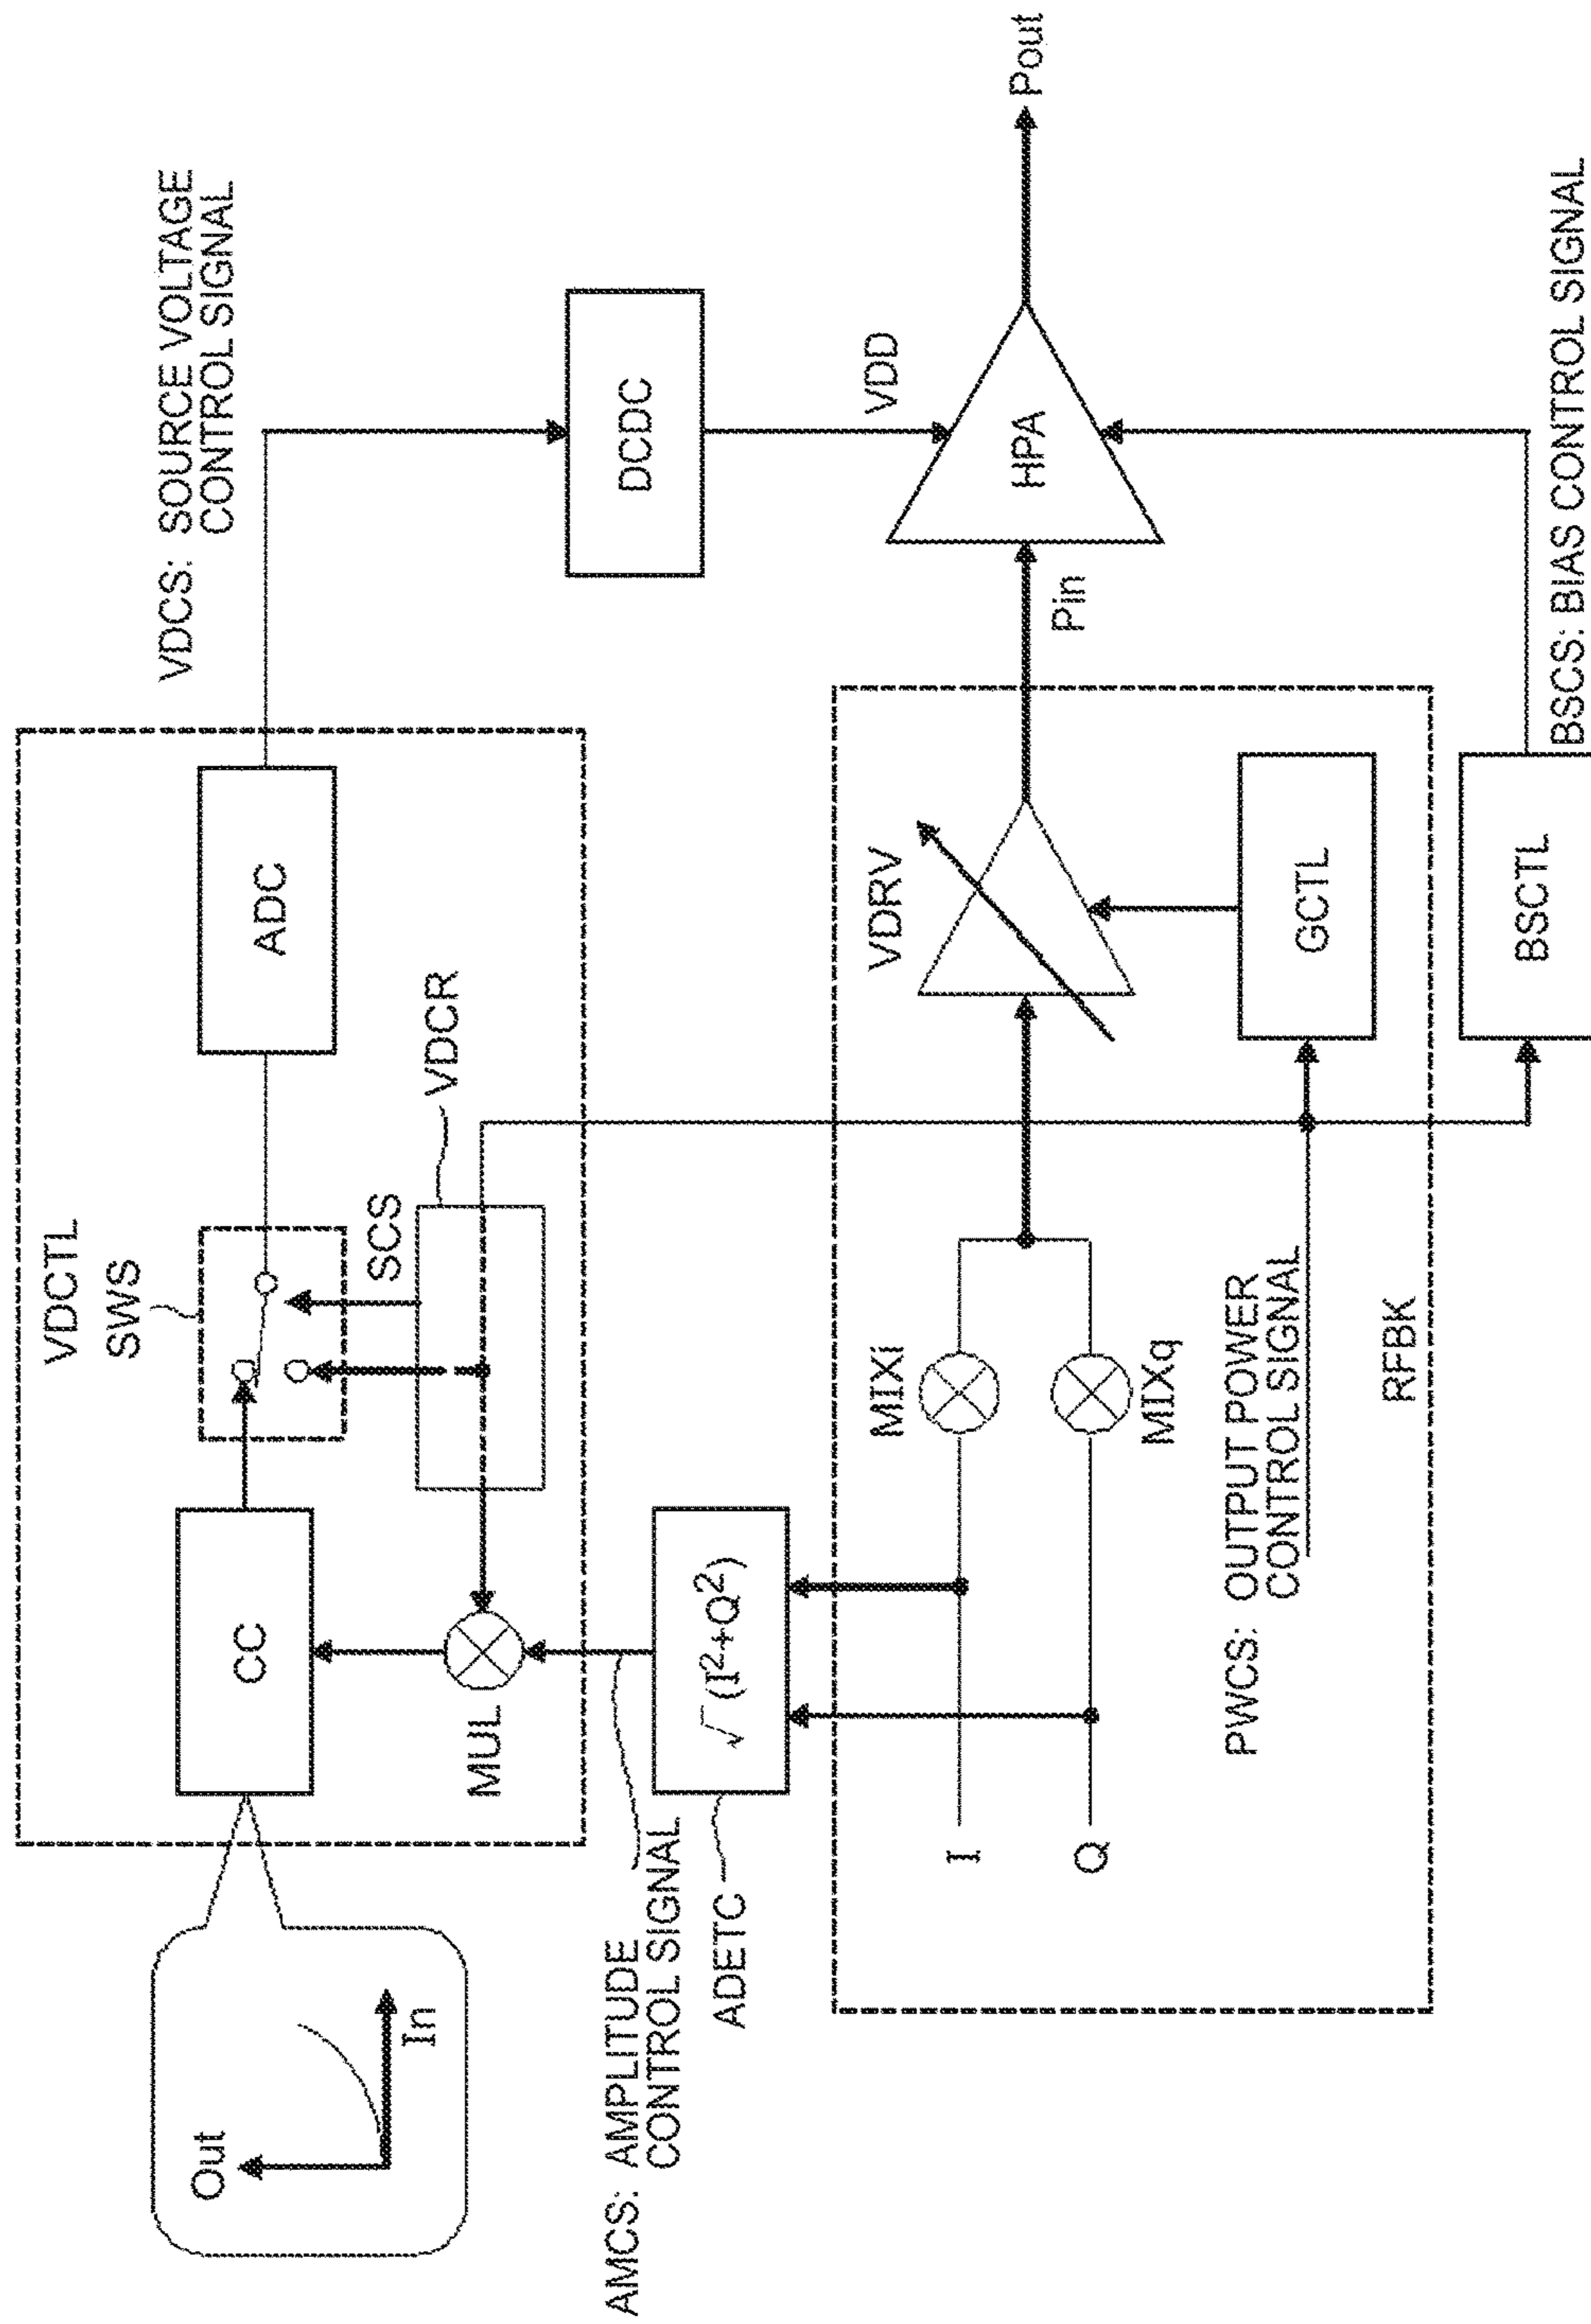 VDCTL
SWS
CC
ADC
VDCS: SOURCE VOLTAGE
CONTROL SIGNAL
Out
In
SCS
VDCR
MUL
DCDC
AMCS: AMPLITUDE
CONTROL SIGNAL
√(I²+Q²)
ADETC
VDD
VDRV
MIXi
I
Pin
HPA
Pout
Q
MIXq
PWCS: OUTPUT POWER
CONTROL SIGNAL
GCTL
RFBK
BSCTL
BSCS: BIAS CONTROL SIGNAL